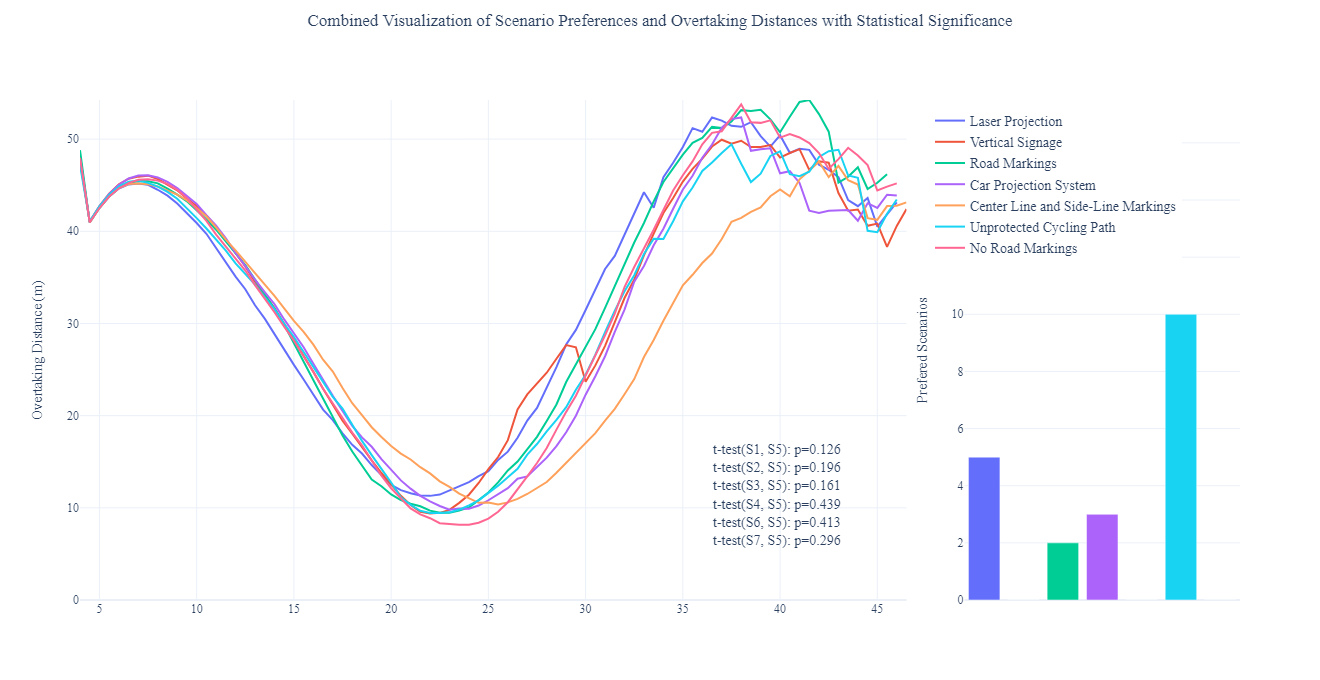 Combined Visualization of Scenario Preferences and Overtaking Distances with Statistical Significance
Overtaking Distance (m)
50
40
30
20
10
0
5
10
15
20
25
30
35
40
45
t-test(S1, S5): p=0.126
t-test(S2, S5): p=0.196
t-test(S3, S5): p=0.161
t-test(S4, S5): p=0.439
t-test(S6, S5): p=0.413
t-test(S7, S5): p=0.296
Laser Projection
Vertical Signage
Road Markings
Car Projection System
Center Line and Side-Line Markings
Unprotected Cycling Path
No Road Markings
Prefered Scenarios
10
8
6
4
2
0